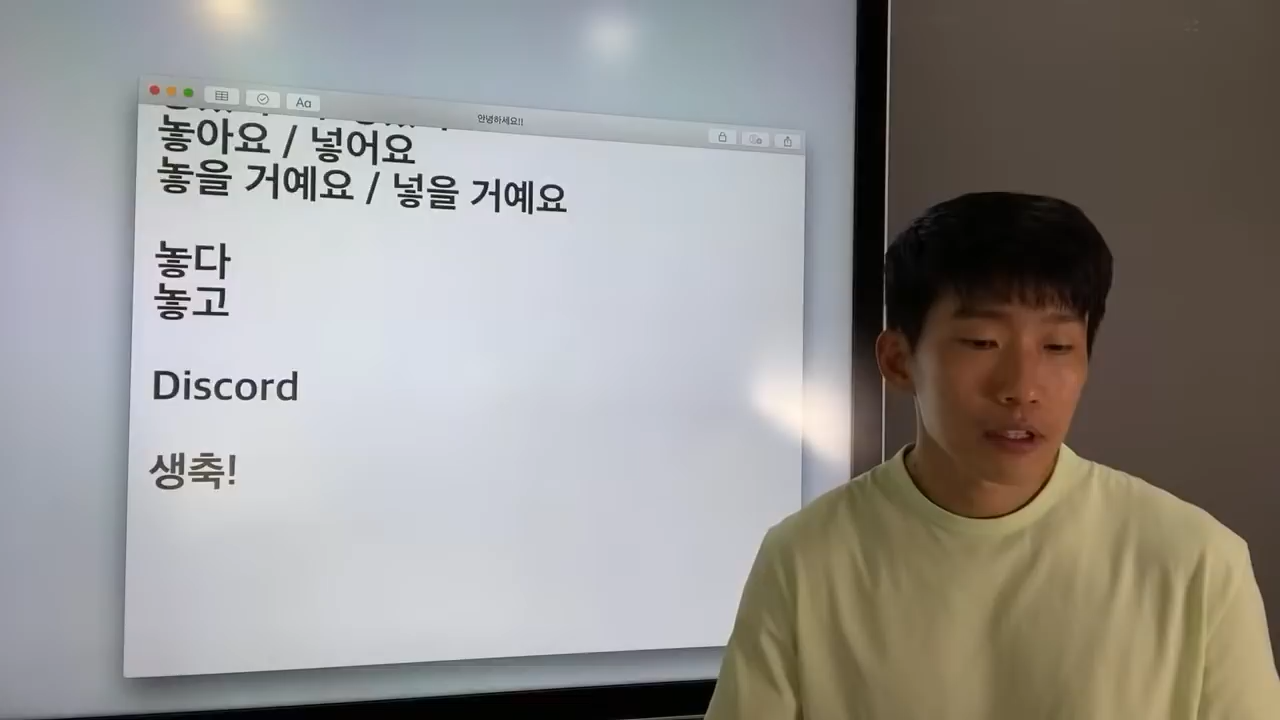 Aa
안녕하세요!!
놓아요 / 넣어요
놓을 거예요 / 넣을 거예요
놓다
놓고
Discord
생축!